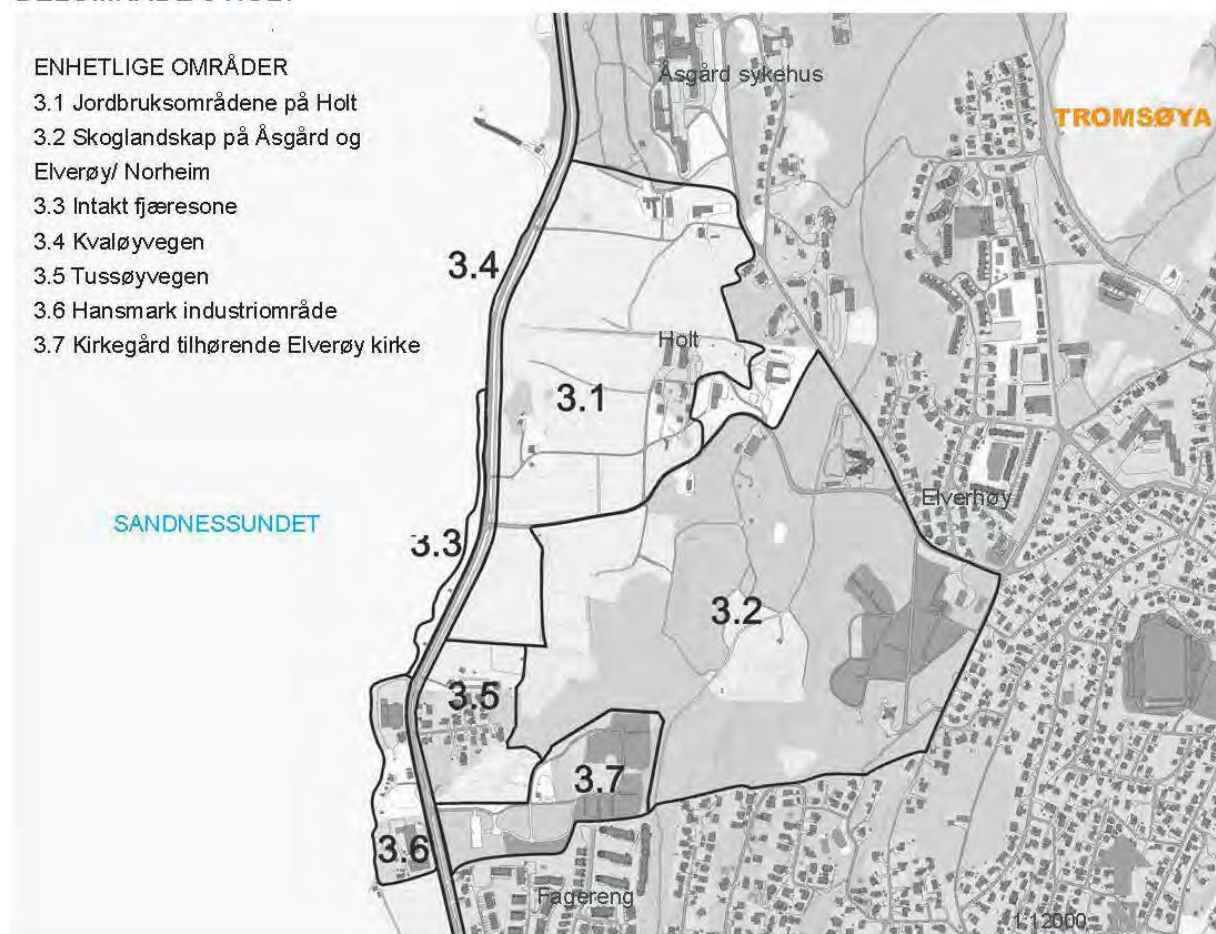 ENHETLIGE OMRÅDER
3.1 Jordbruksområdene på Holt
3.2 Skoglandskap på Åsgård og
Elverøy/ Norheim
3.3 Intakt fjæresone
3.4 Kvaløyvegen
3.5 Tussøyvegen
3.6 Hansmark industriområde
3.7 Kirkegård tilhørende Elverøy kirke
Åsgård sykehus
TROMSØYA
3.4
Holt
3.1
Elverhøy
SANDNESSUNDET
3.3
3.2
3.5
3.7
3.6
Fagereng
1:12000